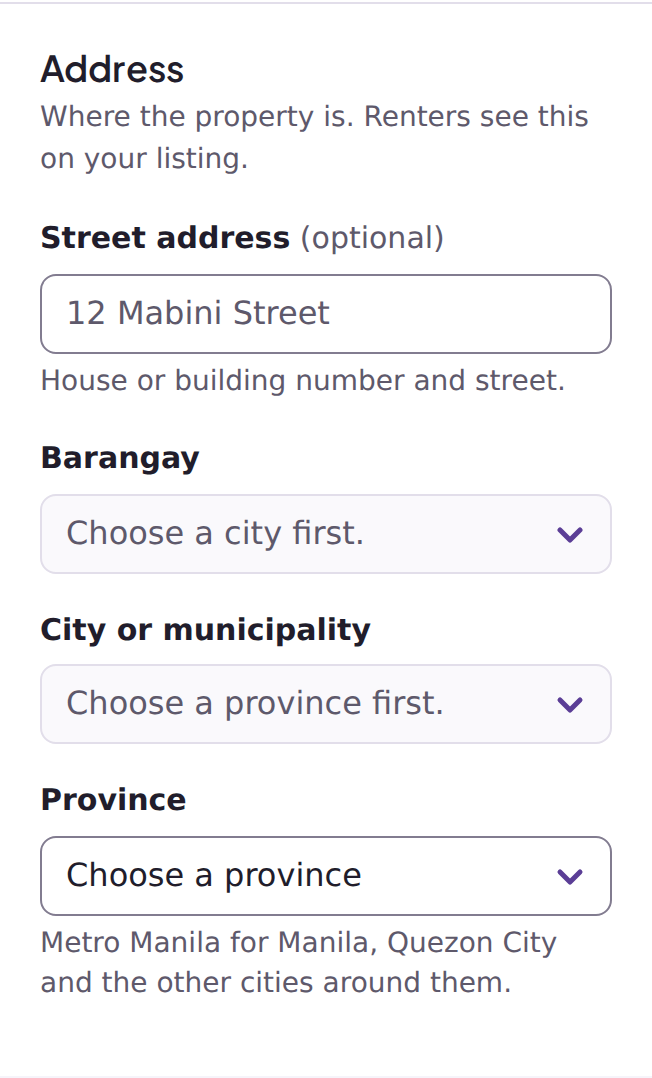 Address
Where the property is. Renters see this
on your listing.
Street address (optional)
12 Mabini Street
House or building number and street.
Barangay
Choose a city first.
City or municipality
Choose a province first.
Province
Choose a province
Metro Manila for Manila, Quezon City
and the other cities around them.